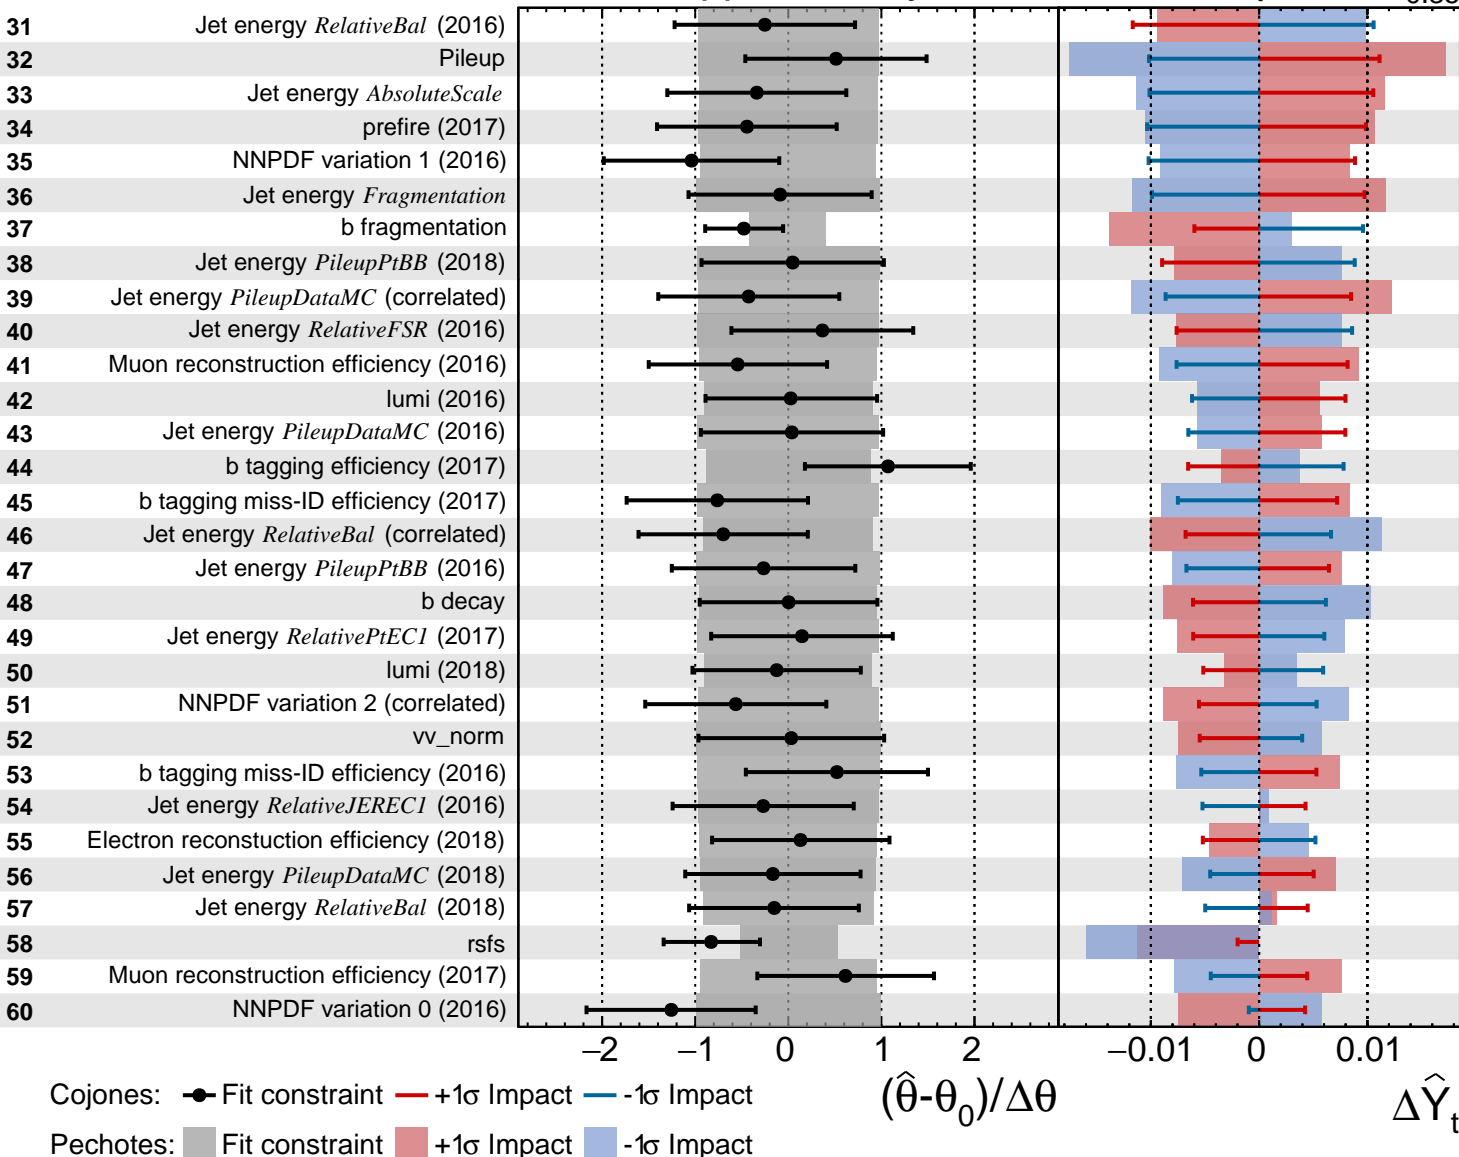 31 Jet energy RelativeBal (2016)
32 Pileup
33 Jet energy AbsoluteScale
34 prefire (2017)
35 NNPDF variation 1 (2016)
36 Jet energy Fragmentation
37 b fragmentation
38 Jet energy PileupPtBB (2018)
39 Jet energy PileupDataMC (correlated)
40 Jet energy RelativeFSR (2016)
41 Muon reconstruction efficiency (2016)
42 lumi (2016)
43 Jet energy PileupDataMC (2016)
44 b tagging efficiency (2017)
45 b tagging miss-ID efficiency (2017)
46 Jet energy RelativeBal (correlated)
47 Jet energy PileupPtBB (2016)
48 b decay
49 Jet energy RelativePtEC1 (2017)
50 lumi (2018)
51 NNPDF variation 2 (correlated)
52 vv_norm
53 b tagging miss-ID efficiency (2016)
54 Jet energy RelativeJEREC1 (2016)
55 Electron reconstuction efficiency (2018)
56 Jet energy PileupDataMC (2018)
57 Jet energy RelativeBal (2018)
58 rsfs
59 Muon reconstruction efficiency (2017)
60 NNPDF variation 0 (2016)
−2 −1 0 1 2 −0.01 0 0.01
Cojones: Fit constraint +1σ Impact -1σ Impact (θ̂-θ₀)/Δθ ΔŶₜ
Pechotes: Fit constraint +1σ Impact -1σ Impact